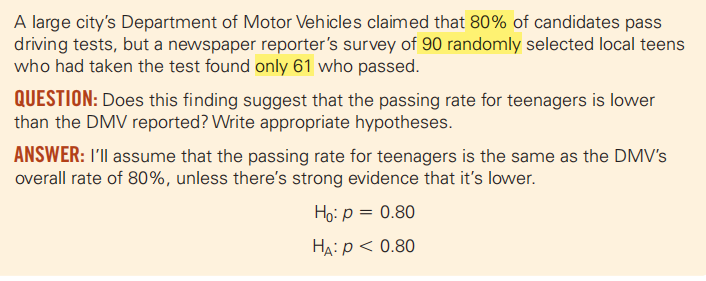 A large city's Department of Motor Vehicles claimed that 80% of candidates pass
driving tests, but a newspaper reporter's survey of 90 randomly selected local teens
who had taken the test found only 61 who passed.
QUESTION: Does this finding suggest that the passing rate for teenagers is lower
than the DMV reported? Write appropriate hypotheses.
ANSWER: I'll assume that the passing rate for teenagers is the same as the DMV's
overall rate of 80%, unless there's strong evidence that it's lower.
H₀: p = 0.80
Hᴀ: p < 0.80